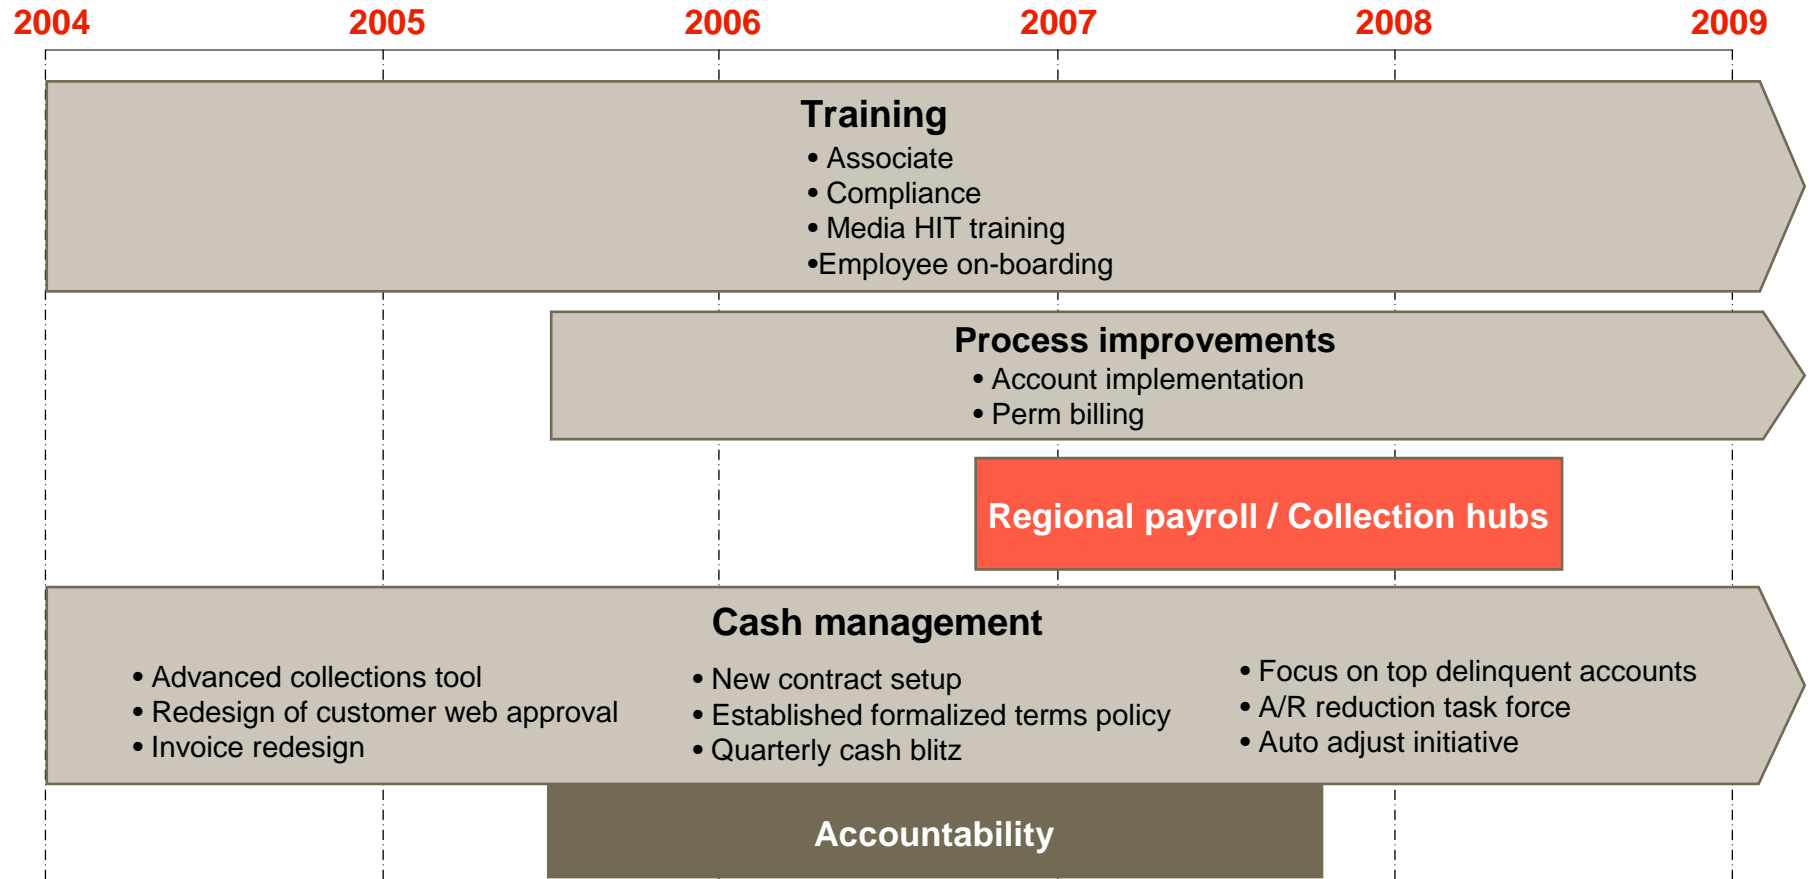 2004 2005 2006 2007 2008 2009
Training
• Associate
• Compliance
• Media HIT training
•Employee on-boarding
Process improvements
• Account implementation
• Perm billing
Regional payroll / Collection hubs
Cash management
• Advanced collections tool
• Redesign of customer web approval
• Invoice redesign
• New contract setup
• Established formalized terms policy
• Quarterly cash blitz
• Focus on top delinquent accounts
• A/R reduction task force
• Auto adjust initiative
Accountability